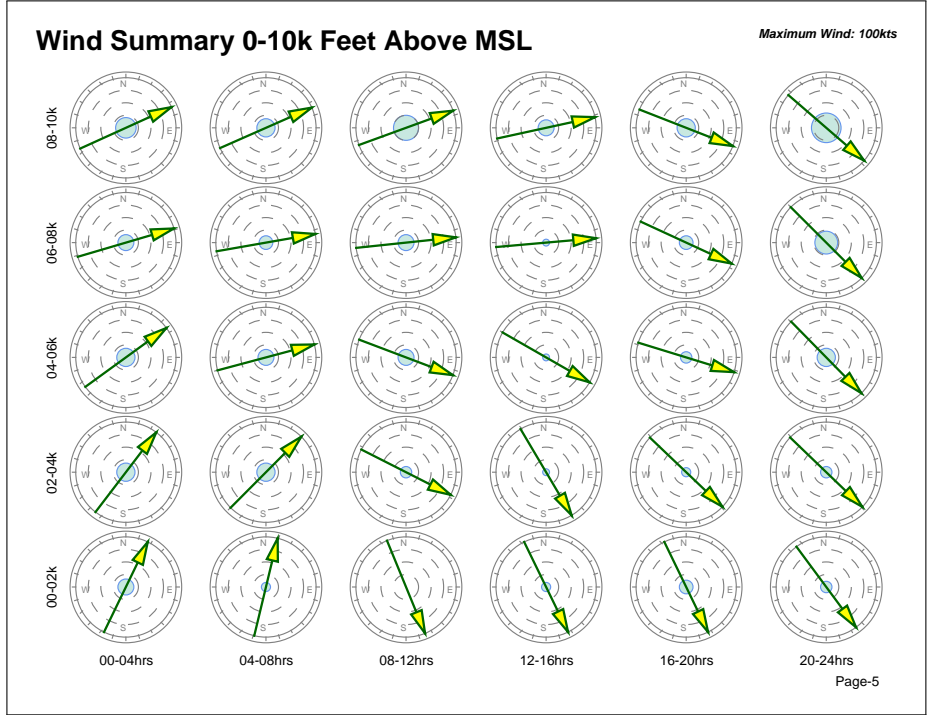 Wind Summary 0-10k Feet Above MSL
Maximum Wind: 100kts
08-10k
N W E S N W E S N W E S N W E S N W E S N W E S
06-08k
N W E S N W E S N W E S N W E S N W E S N W E S
04-06k
N W E S N W E S N W E S N W E S N W E S N W E S
02-04k
N W E S N W E S N W E S N W E S N W E S N W E S
00-02k
N W E S N W E S N W E S N W E S N W E S N W E S
00-04hrs 04-08hrs 08-12hrs 12-16hrs 16-20hrs 20-24hrs
Page-5